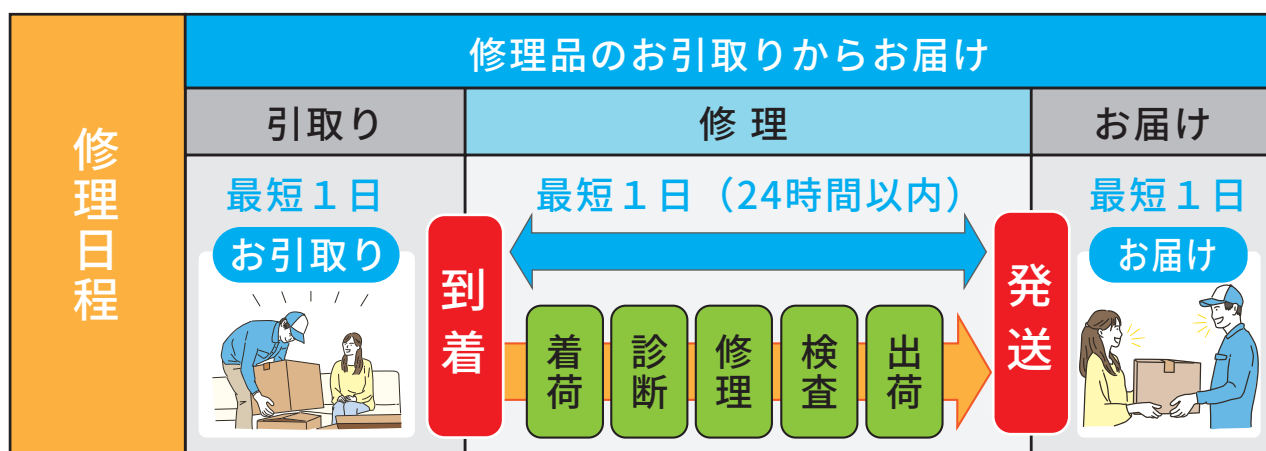 修理日程
修理品のお引取りからお届け
引取り
修理
お届け
最短１日
最短１日（24時間以内）
最短１日
お引取り
到着
着荷
診断
修理
検査
出荷
発送
お届け